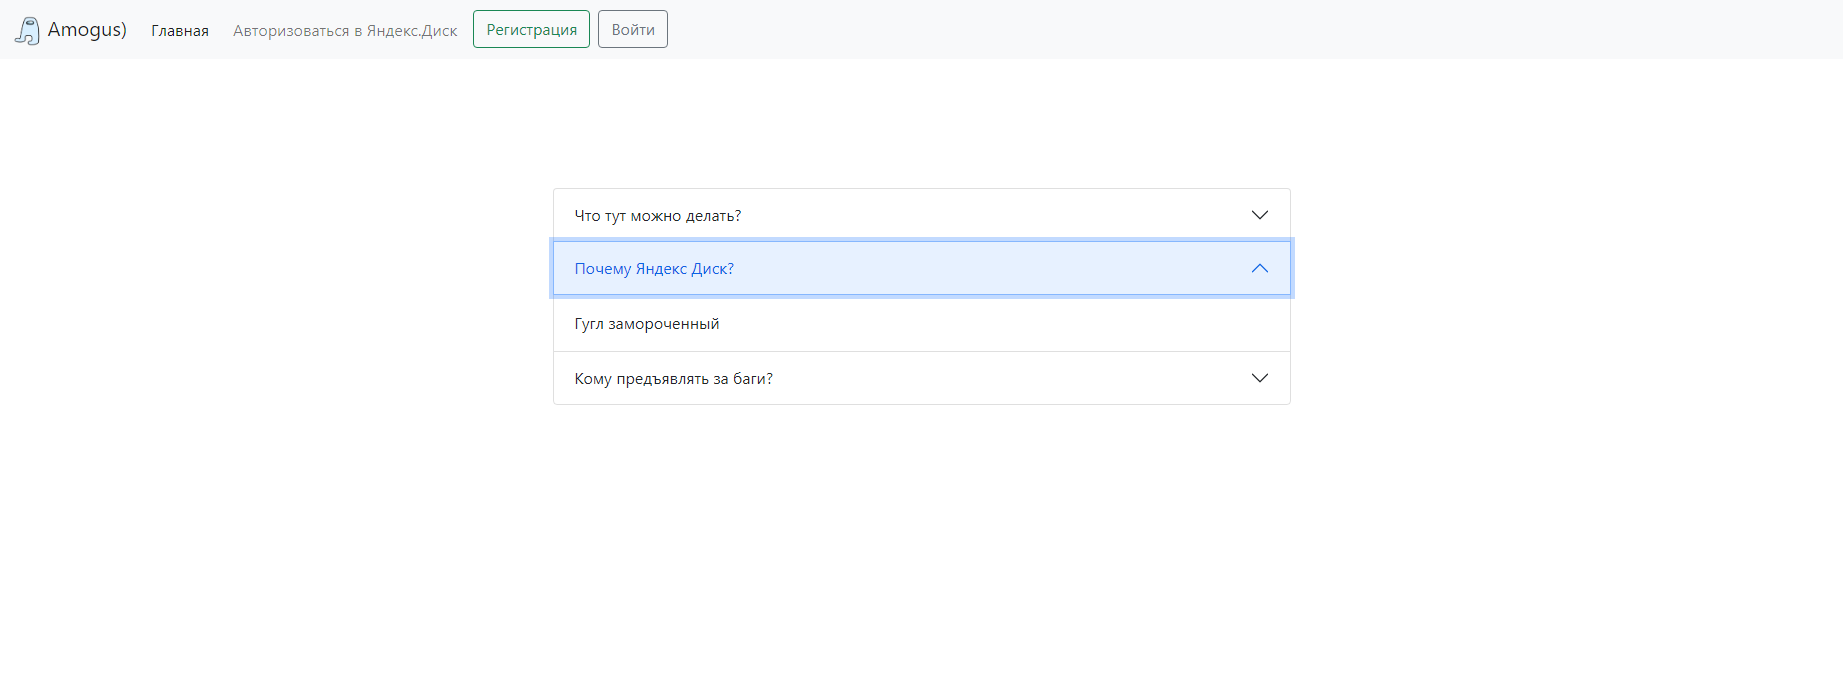 Amogus) Главная Авторизоваться в Яндекс.Диск Регистрация Войти
Что тут можно делать?
Почему Яндекс Диск?
Гугл замороченный
Кому предъявлять за баги?